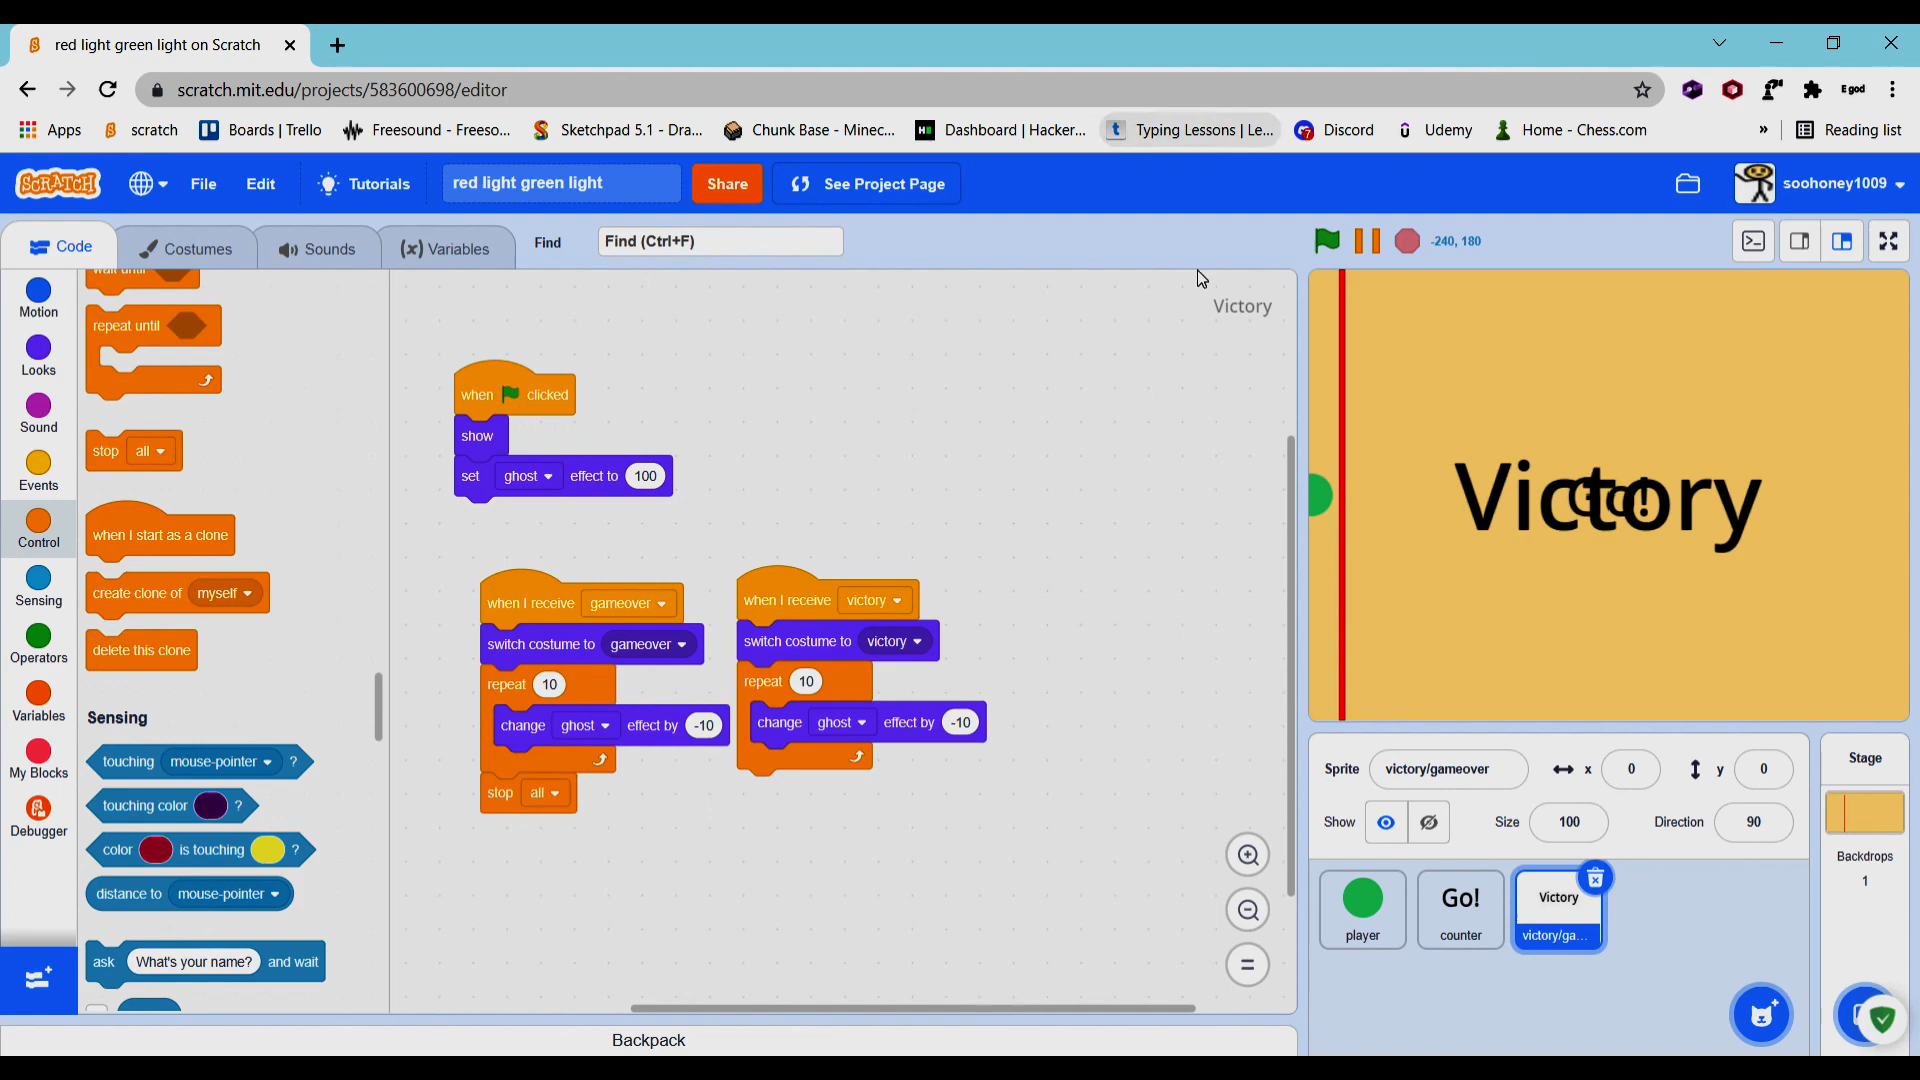 red light green light on Scratch
scratch.mit.edu/projects/583600698/editor
E god
Apps
scratch
Boards | Trello
Freesound - Freeso...
Sketchpad 5.1 - Dra...
Chunk Base - Minec...
Dashboard | Hacker...
Typing Lessons | Le...
Discord
Udemy
Home - Chess.com
»
Reading list
SCRATCH
File
Edit
Tutorials
red light green light
Share
See Project Page
soohoney1009
Code
Costumes
Sounds
(x) Variables
Find
Find (Ctrl+F)
-240, 180
Motion
Looks
Sound
Events
Control
Sensing
Operators
Variables
My Blocks
Debugger
wait until
repeat until
stop all
when I start as a clone
create clone of myself
delete this clone
Sensing
touching mouse-pointer ?
touching color ?
color is touching ?
distance to mouse-pointer
ask What's your name? and wait
Victory
when clicked
show
set ghost effect to 100
when I receive gameover
switch costume to gameover
repeat 10
change ghost effect by -10
stop all
when I receive victory
switch costume to victory
repeat 10
change ghost effect by -10
Backpack
Victory
Go!
Sprite victory/gameover x 0 y 0
Show Size 100 Direction 90
player
Go!
counter
Victory
victory/ga...
Stage
Backdrops
1